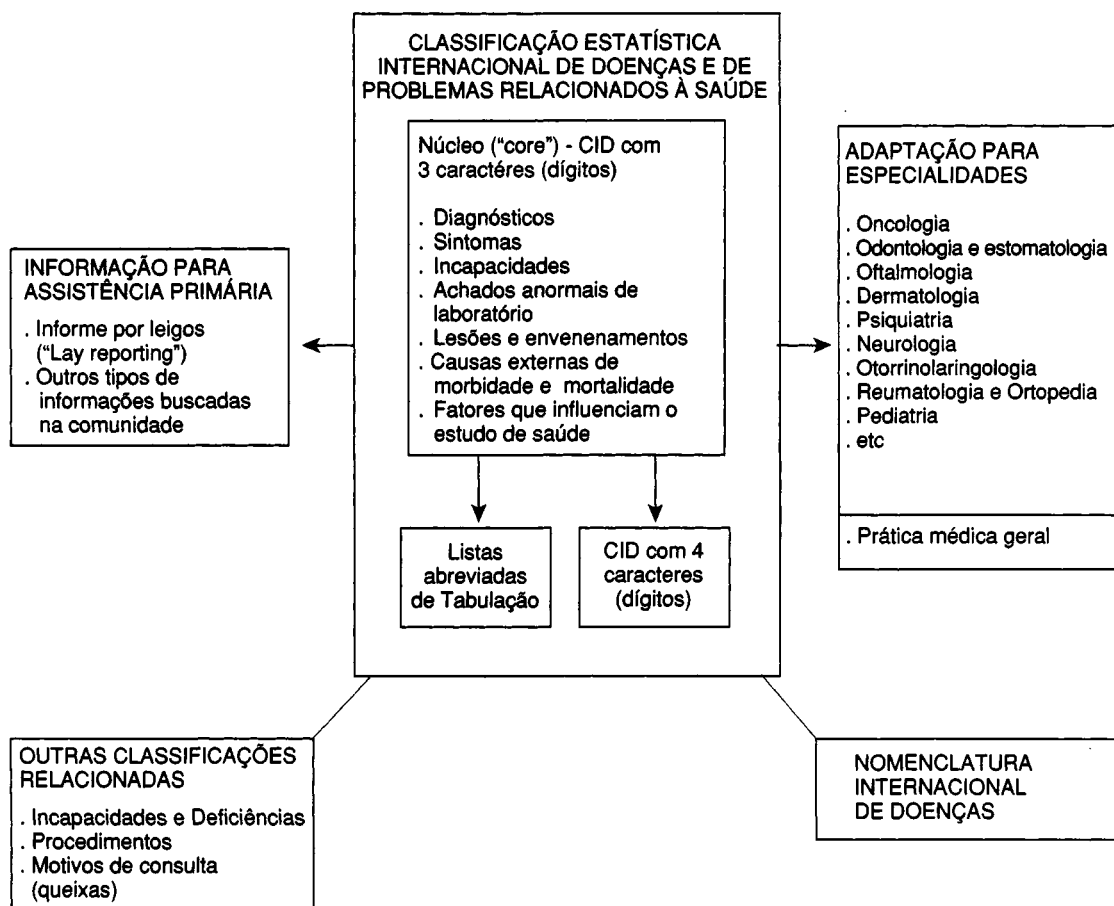 CLASSIFICAÇÃO ESTATÍSTICA
INTERNACIONAL DE DOENÇAS E DE
PROBLEMAS RELACIONADOS À SAÚDE
Núcleo ("core") - CID com
3 caractéres (dígitos)
. Diagnósticos
. Sintomas
. Incapacidades
. Achados anormais de
laboratório
. Lesões e envenenamentos
. Causas externas de
morbidade e mortalidade
. Fatores que influenciam o
estudo de saúde
Listas
abreviadas
de Tabulação
CID com 4
caracteres
(dígitos)
INFORMAÇÃO PARA
ASSISTÊNCIA PRIMÁRIA
. Informe por leigos
("Lay reporting")
. Outros tipos de
informações buscadas
na comunidade
ADAPTAÇÃO PARA
ESPECIALIDADES
. Oncologia
. Odontologia e estomatologia
. Oftalmologia
. Dermatologia
. Psiquiatria
. Neurologia
. Otorrinolaringologia
. Reumatologia e Ortopedia
. Pediatria
. etc
. Prática médica geral
OUTRAS CLASSIFICAÇÕES
RELACIONADAS
. Incapacidades e Deficiências
. Procedimentos
. Motivos de consulta
(queixas)
NOMENCLATURA
INTERNACIONAL
DE DOENÇAS